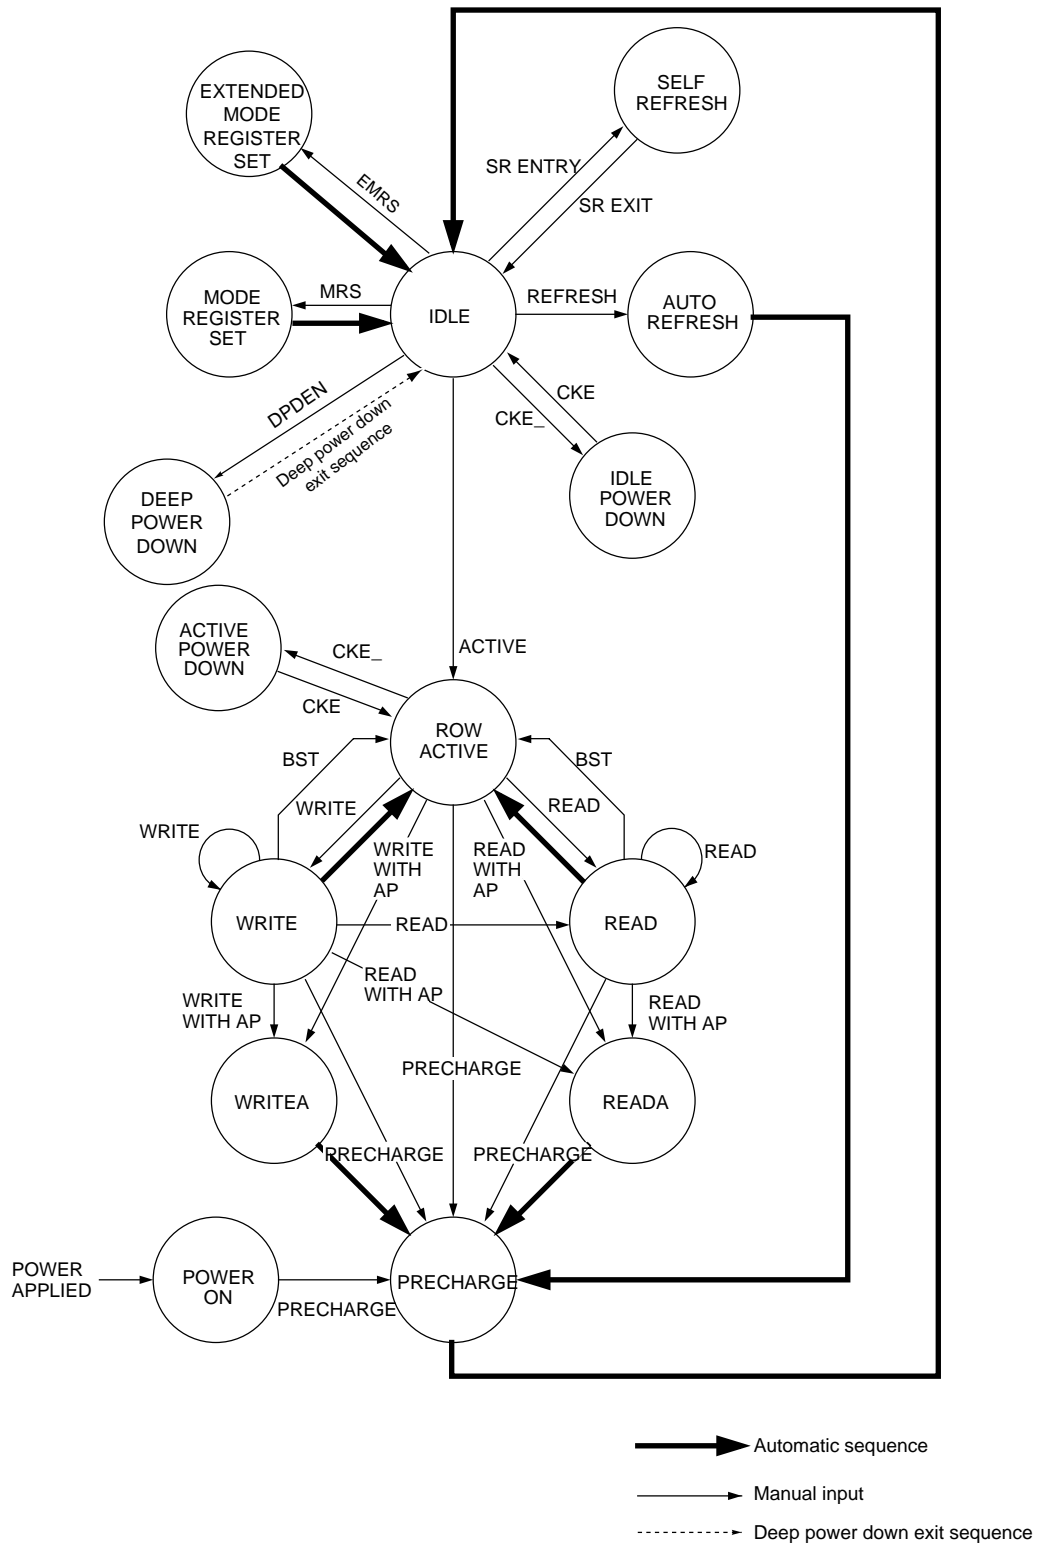 EXTENDED
MODE
REGISTER
SET
SELF
REFRESH
SR ENTRY
EMRS
SR EXIT
MODE
REGISTER
SET
MRS
IDLE
REFRESH
AUTO
REFRESH
DPDEN
Deep power down
exit sequence
CKE
CKE_
DEEP
POWER
DOWN
IDLE
POWER
DOWN
ACTIVE
POWER
DOWN
CKE_
CKE
ACTIVE
ROW
ACTIVE
BST
BST
WRITE
READ
WRITE
WRITE
WITH
AP
READ
WITH
AP
READ
WRITE
READ
READ
READ
WITH AP
WRITE
WITH AP
READ
WITH AP
PRECHARGE
WRITEA
READA
PRECHARGE
PRECHARGE
POWER
APPLIED
POWER
ON
PRECHARGE
PRECHARGE
Automatic sequence
Manual input
Deep power down exit sequence